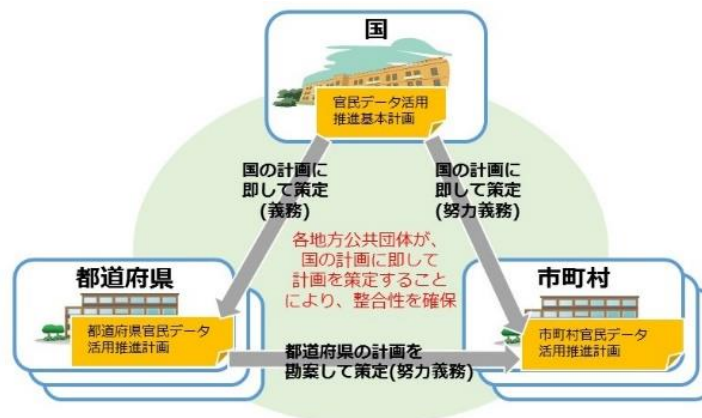 国
官民データ活用
推進基本計画
国の計画に
即して策定
(義務)
国の計画に
即して策定
(努力義務)
各地方公共団体が、
国の計画に即して
計画を策定すること
により、整合性を確保
都道府県
都道府県官民データ
活用推進計画
市町村
市町村官民データ
活用推進計画
都道府県の計画を
勘案して策定(努力義務)